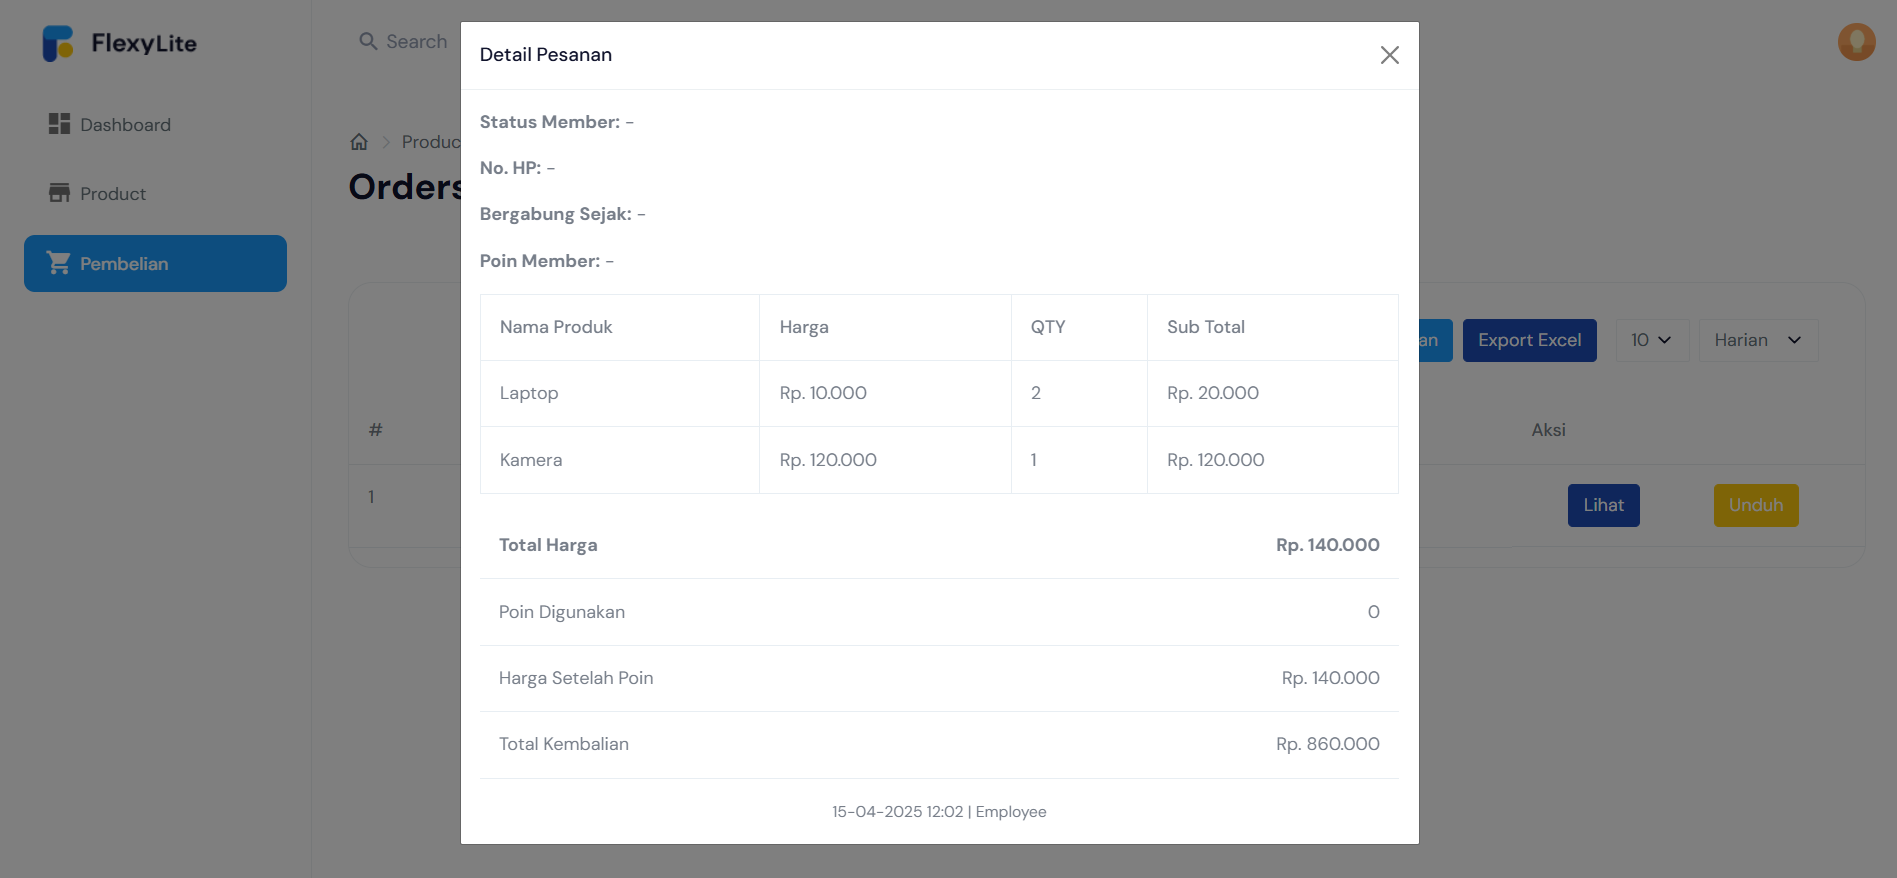 FlexyLite
Search
Dashboard
Product
Pembelian
Orders
Export Excel
10
Harian
#
Aksi
1
Lihat
Unduh
Detail Pesanan
Status Member: -
No. HP: -
Bergabung Sejak: -
Poin Member: -
Nama Produk Harga QTY Sub Total
Laptop Rp. 10.000 2 Rp. 20.000
Kamera Rp. 120.000 1 Rp. 120.000
Total Harga Rp. 140.000
Poin Digunakan 0
Harga Setelah Poin Rp. 140.000
Total Kembalian Rp. 860.000
15-04-2025 12:02 | Employee